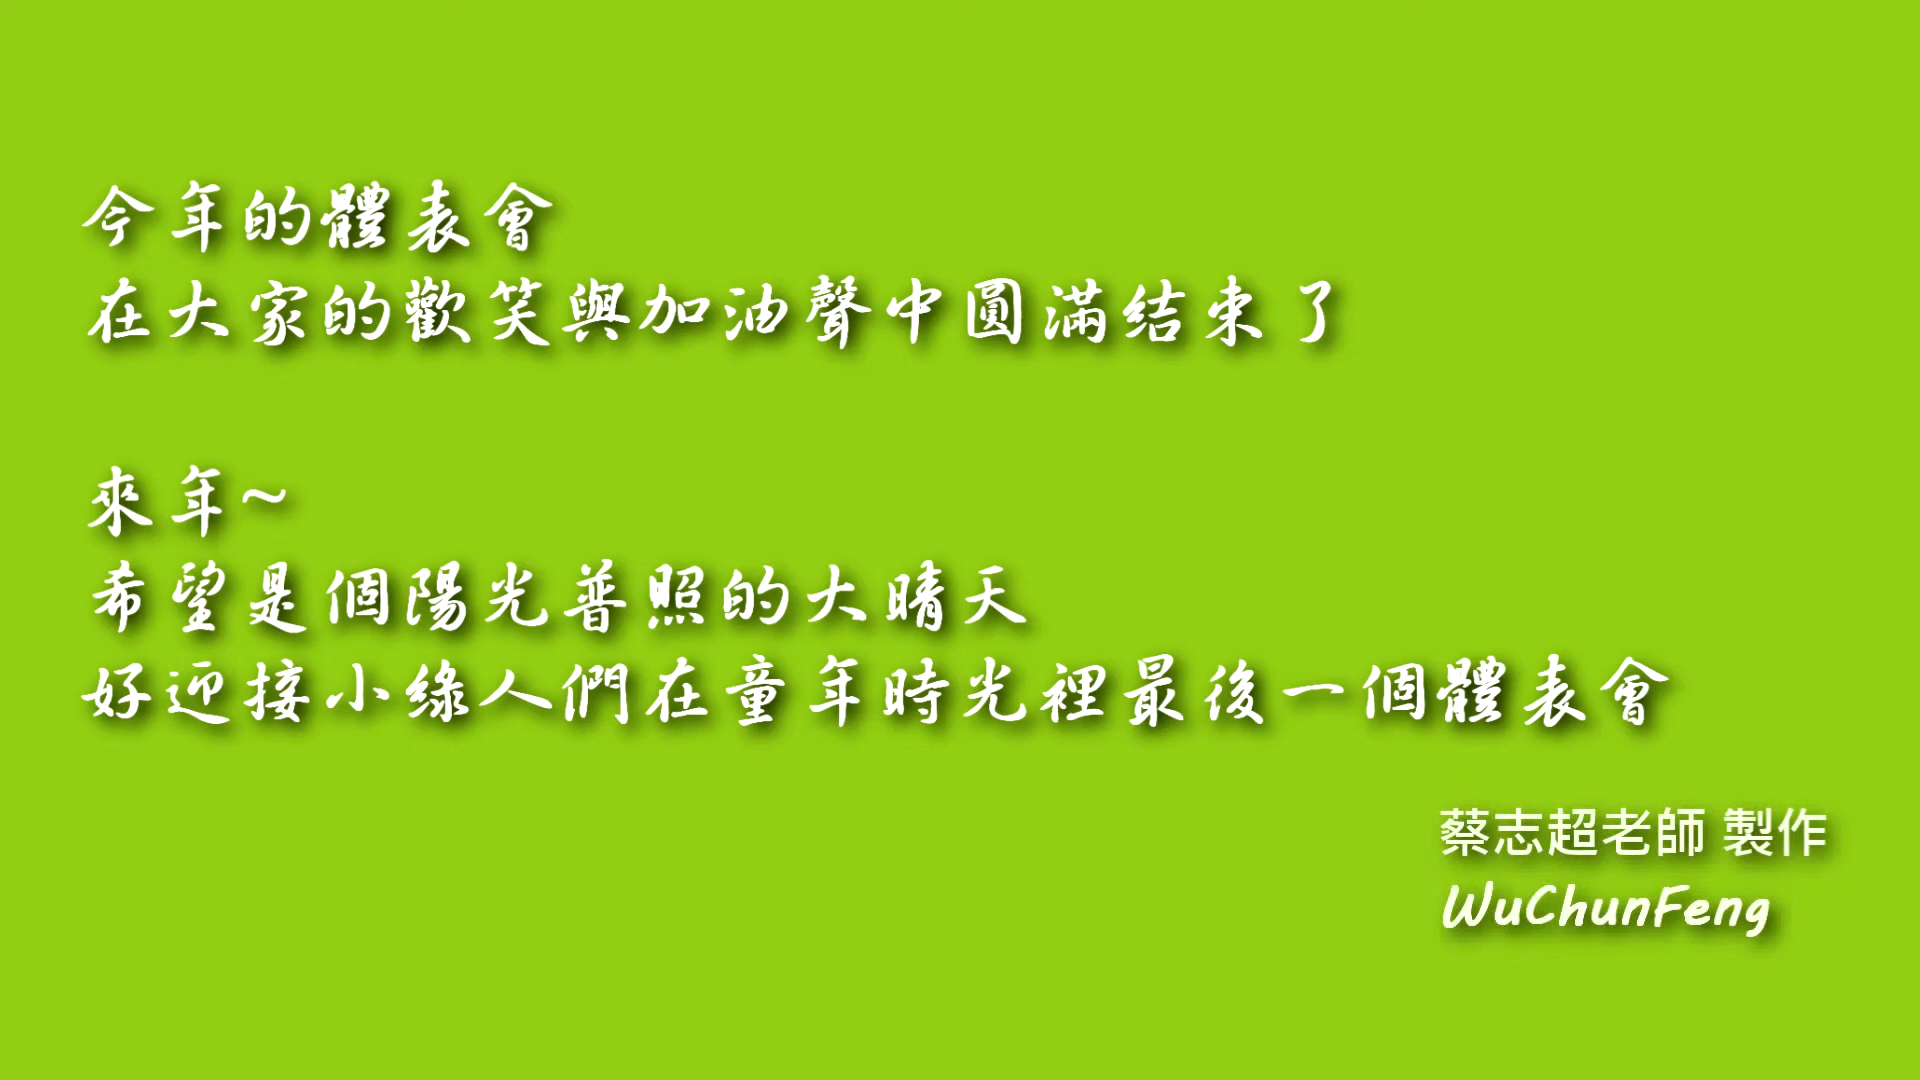 今年的體表會
在大家的歡笑與加油聲中圓滿結束了
來年~
希望是個陽光普照的大晴天
好迎接小綠人們在童年時光裡最後一個體表會
蔡志超老師 製作
WuChunFeng